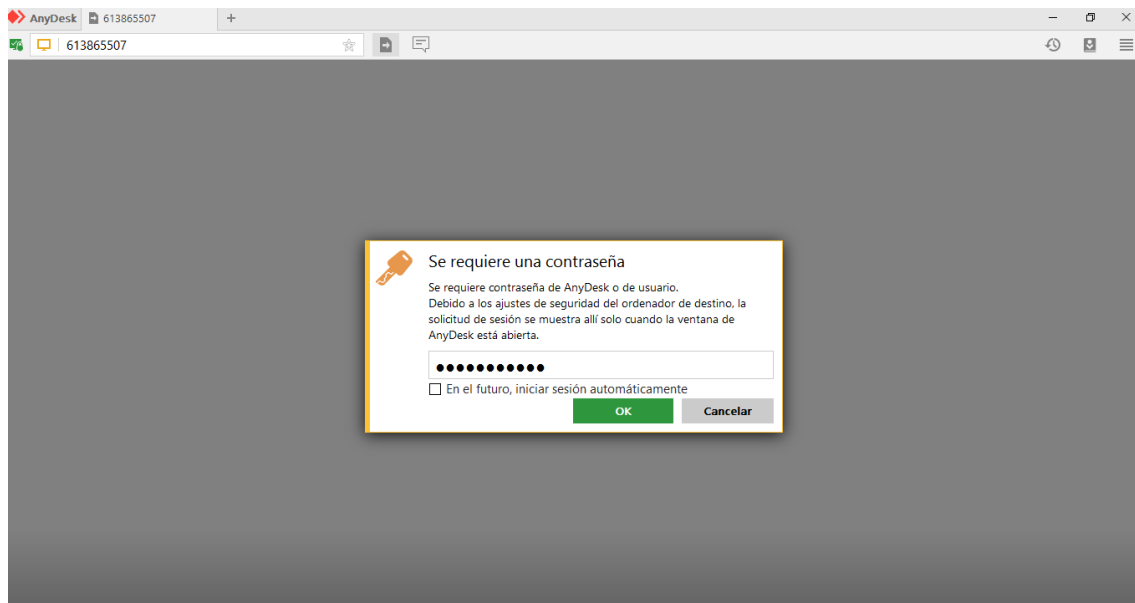 AnyDesk 613865507
613865507
Se requiere una contraseña
Se requiere contraseña de AnyDesk o de usuario.
Debido a los ajustes de seguridad del ordenador de destino, la
solicitud de sesión se muestra allí solo cuando la ventana de
AnyDesk está abierta.
En el futuro, iniciar sesión automáticamente
OK Cancelar